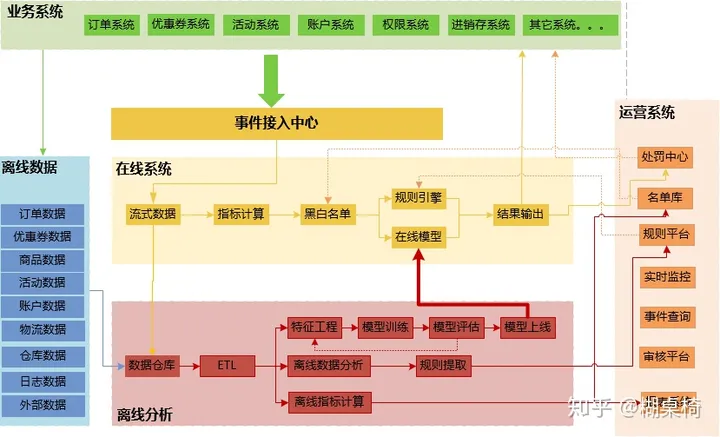 业务系统
订单系统
优惠券系统
活动系统
账户系统
权限系统
进销存系统
其它系统。。。
事件接入中心
运营系统
离线数据
在线系统
处罚中心
订单数据
流式数据
指标计算
黑白名单
规则引擎
结果输出
名单库
优惠券数据
在线模型
规则平台
商品数据
活动数据
实时监控
账户数据
物流数据
特征工程
模型训练
模型评估
模型上线
事件查询
仓库数据
数据仓库
ETL
离线数据分析
规则提取
审核平台
日志数据
外部数据
离线指标计算
离线分析
知乎 @糊桌椅